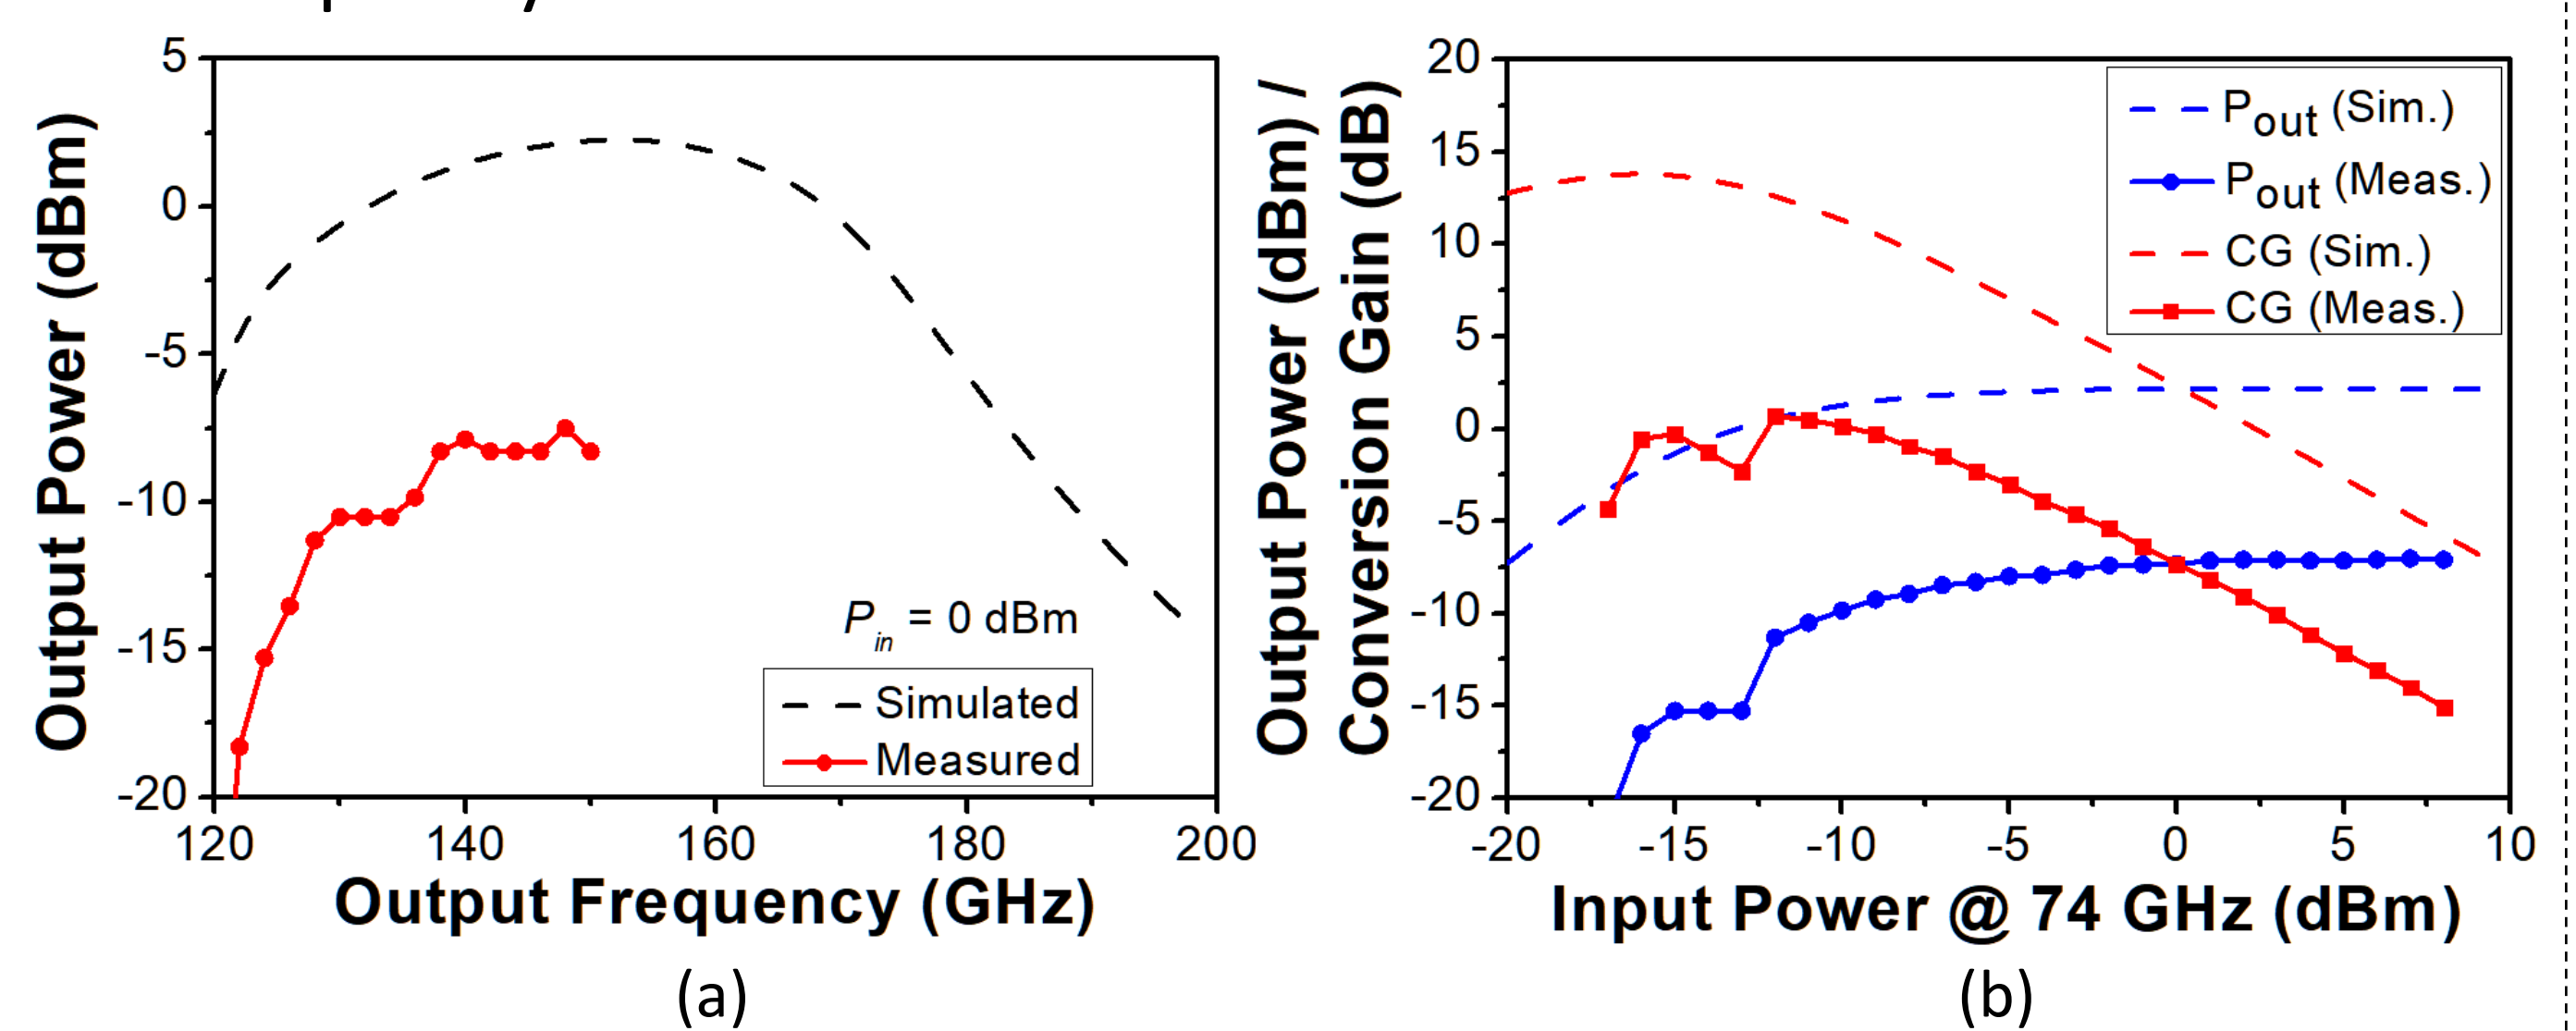 5
0
-5
-10
-15
-20
120
140
160
180
200
Output Power (dBm)
Output Frequency (GHz)
Pin = 0 dBm
Simulated
Measured
(a)
20
15
10
5
0
-5
-10
-15
-20
-20
-15
-10
-5
0
5
10
Output Power (dBm) /
Conversion Gain (dB)
Input Power @ 74 GHz (dBm)
Pout (Sim.)
Pout (Meas.)
CG (Sim.)
CG (Meas.)
(b)